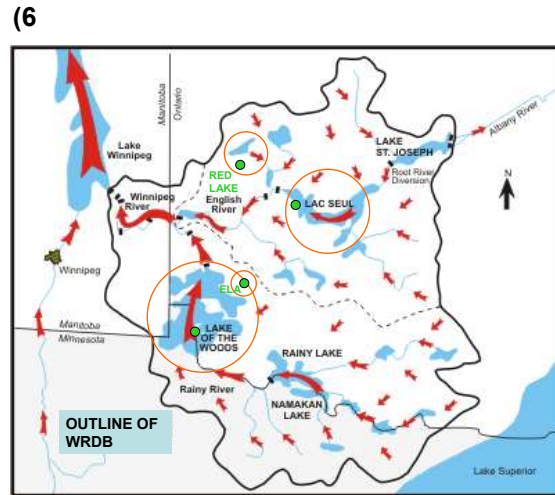 (6
Manitoba
Ontario
Lake
Winnipeg
Albany River
LAKE
ST. JOSEPH
Root River
Diversion
N
RED
LAKE
English
River
LAC SEUL
Winnipeg
River
Winnipeg
ELA
Manitoba
Minnesota
LAKE
OF THE
WOODS
RAINY LAKE
Rainy River
NAMAKAN
LAKE
OUTLINE OF
WRDB
Lake Superior